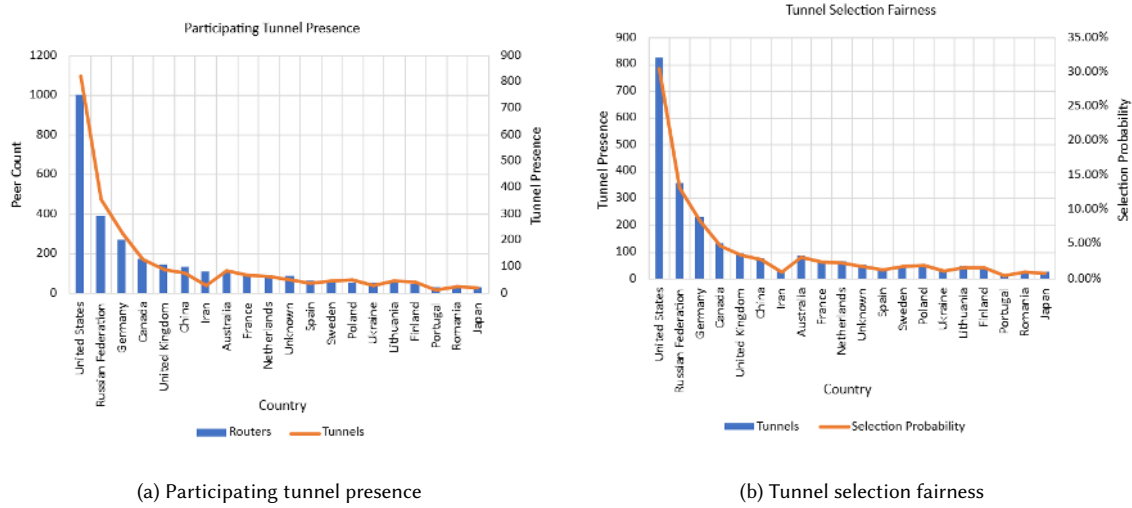 Participating Tunnel Presence
1200
1000
800
600
400
200
0
Peer Count
900
800
700
600
500
400
300
200
100
0
Tunnel Presence
United States
Russian Federation
Germany
Canada
United Kingdom
China
Iran
Australia
France
Netherlands
Unknown
Spain
Sweden
Poland
Ukraine
Lithuania
Finland
Portugal
Romania
Japan
Country
Routers Tunnels
(a) Participating tunnel presence
Tunnel Selection Fairness
900
800
700
600
500
400
300
200
100
0
Tunnel Presence
35.00%
30.00%
25.00%
20.00%
15.00%
10.00%
5.00%
0.00%
Selection Probability
United States
Russian Federation
Germany
Canada
United Kingdom
China
Iran
Australia
France
Netherlands
Unknown
Spain
Sweden
Poland
Ukraine
Lithuania
Finland
Portugal
Romania
Japan
Country
Tunnels Selection Probability
(b) Tunnel selection fairness